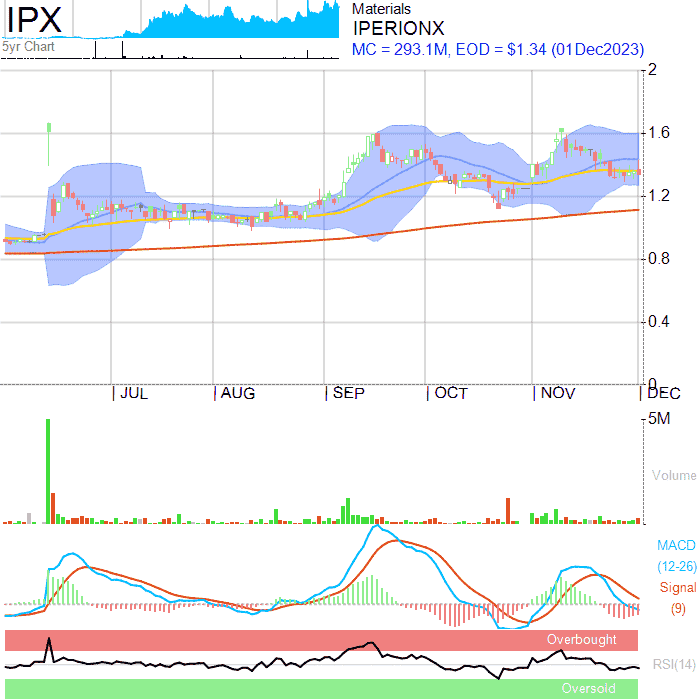 IPX
5yr Chart
Materials
IPERIONX
MC = 293.1M, EOD = $1.34 (01Dec2023)
2
1.6
1.2
0.8
0.4
0
JUL AUG SEP OCT NOV DEC
5M
Volume
MACD
(12-26)
Signal
(9)
Overbought
RSI(14)
Oversold